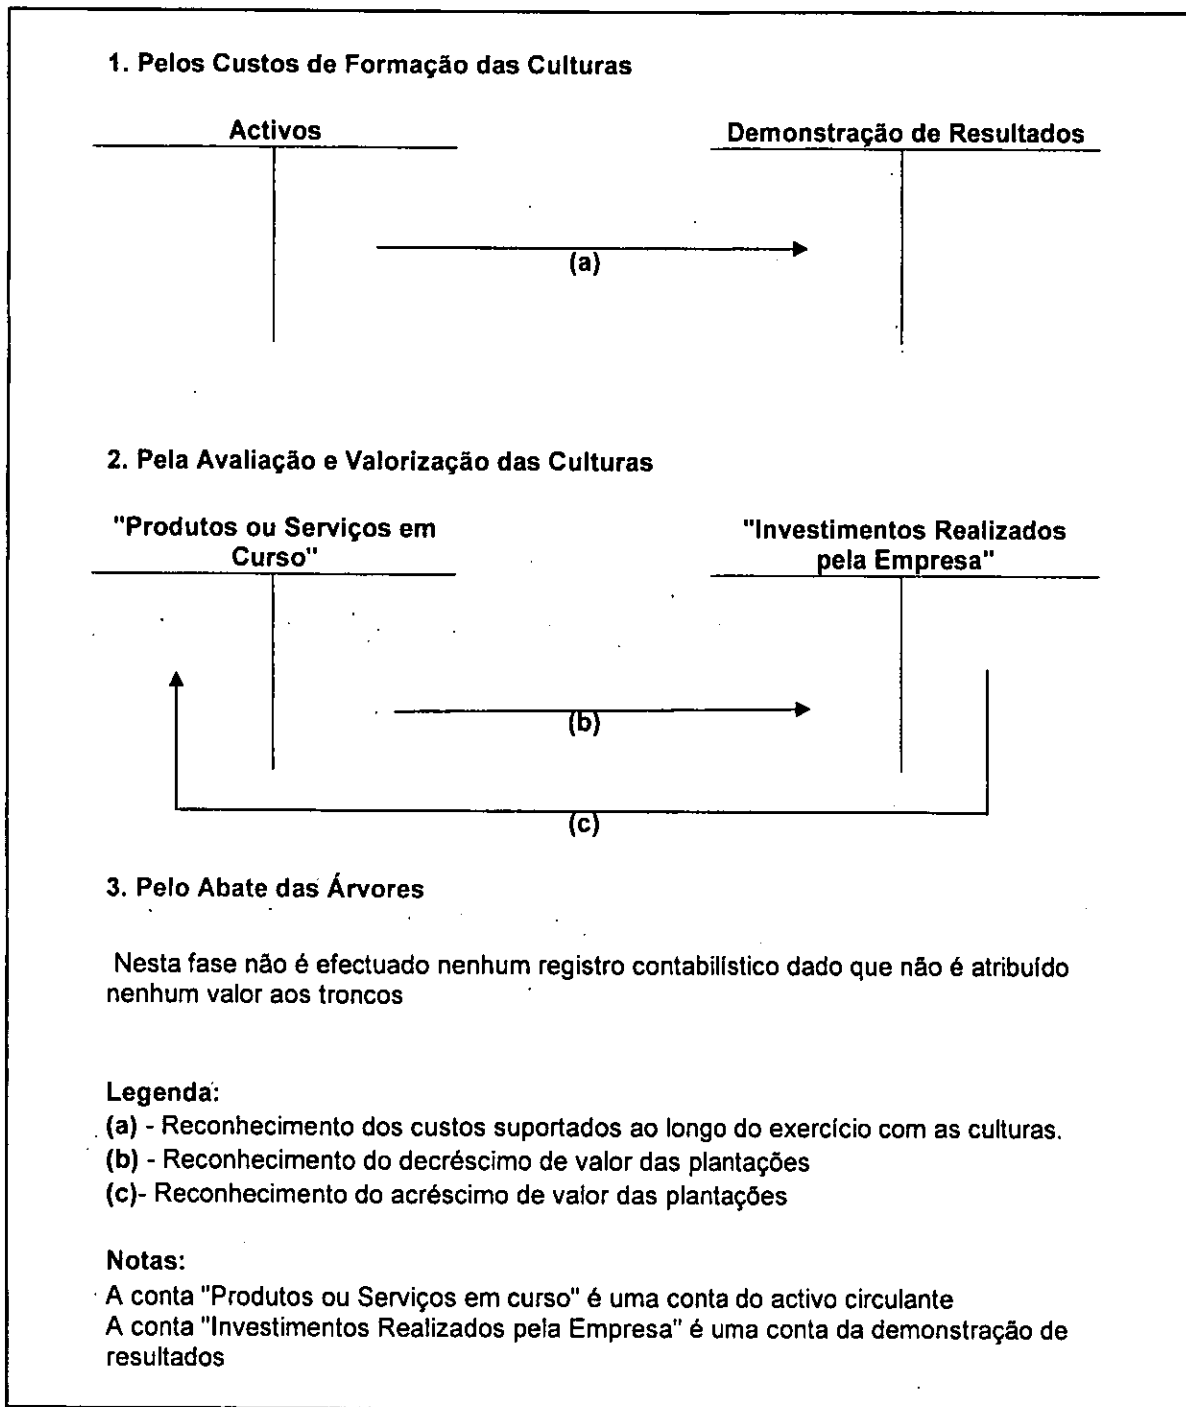 1. Pelos Custos de Formação das Culturas
Activos
Demonstração de Resultados
(a)
2. Pela Avaliação e Valorização das Culturas
"Produtos ou Serviços em
Curso"
"Investimentos Realizados
pela Empresa"
(b)
(c)
3. Pelo Abate das Árvores
Nesta fase não é efectuado nenhum registro contabilístico dado que não é atribuído
nenhum valor aos troncos
Legenda:
(a) - Reconhecimento dos custos suportados ao longo do exercício com as culturas.
(b) - Reconhecimento do decréscimo de valor das plantações
(c)- Reconhecimento do acréscimo de valor das plantações
Notas:
A conta "Produtos ou Serviços em curso" é uma conta do activo circulante
A conta "Investimentos Realizados pela Empresa" é uma conta da demonstração de
resultados